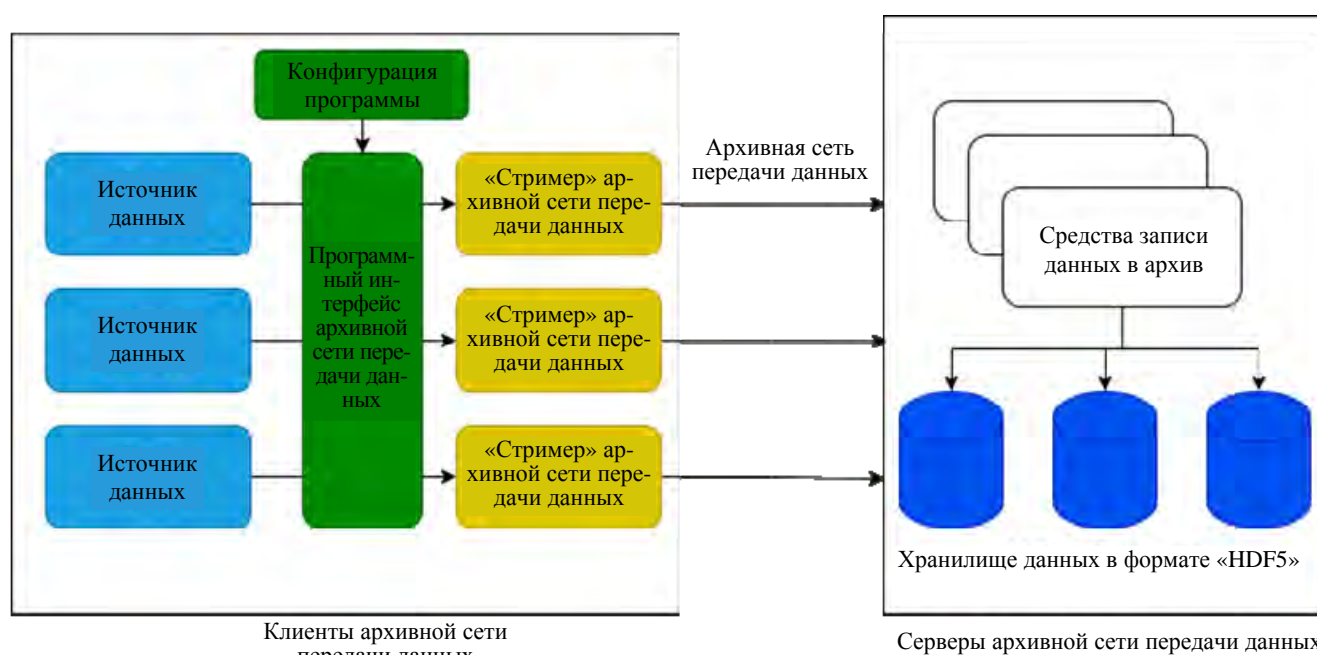 Конфигурация
программы
Источник
данных
Источник
данных
Источник
данных
Программ-
ный ин-
терфейс
архивной
сети пере-
дачи дан-
ных
«Стример» ар-
хивной сети пере-
дачи данных
«Стример» ар-
хивной сети пере-
дачи данных
«Стример» ар-
хивной сети пере-
дачи данных
Архивная сеть
передачи данных
Средства записи
данных в архив
Хранилище данных в формате «HDF5»
Клиенты архивной сети
передачи данных
Серверы архивной сети передачи данных